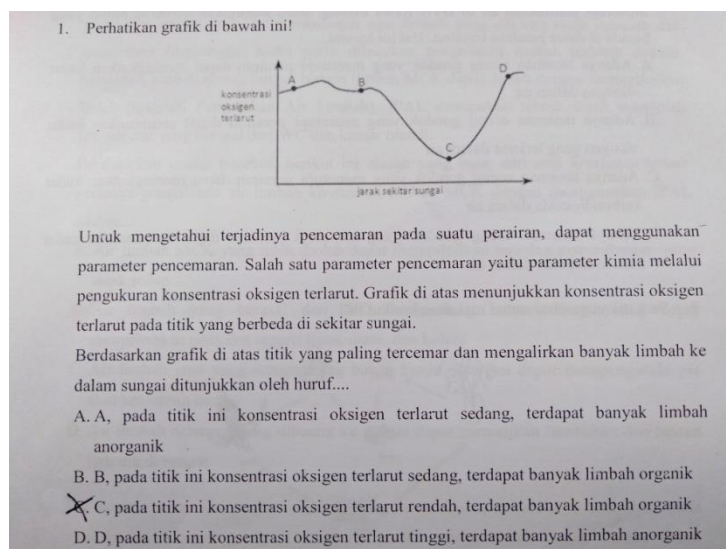 1. Perhatikan grafik di bawah ini!
konsentrasi
oksigen
terlarut
A
B
C
D
jarak sekitar sungai
Untuk mengetahui terjadinya pencemaran pada suatu perairan, dapat menggunakan
parameter pencemaran. Salah satu parameter pencemaran yaitu parameter kimia melalui
pengukuran konsentrasi oksigen terlarut. Grafik di atas menunjukkan konsentrasi oksigen
terlarut pada titik yang berbeda di sekitar sungai.
Berdasarkan grafik di atas titik yang paling tercemar dan mengalirkan banyak limbah ke
dalam sungai ditunjukkan oleh huruf....
A. A, pada titik ini konsentrasi oksigen terlarut sedang, terdapat banyak limbah
anorganik
B. B, pada titik ini konsentrasi oksigen terlarut sedang, terdapat banyak limbah organik
C. C, pada titik ini konsentrasi oksigen terlarut rendah, terdapat banyak limbah organik
D. D, pada titik ini konsentrasi oksigen terlarut tinggi, terdapat banyak limbah anorganik